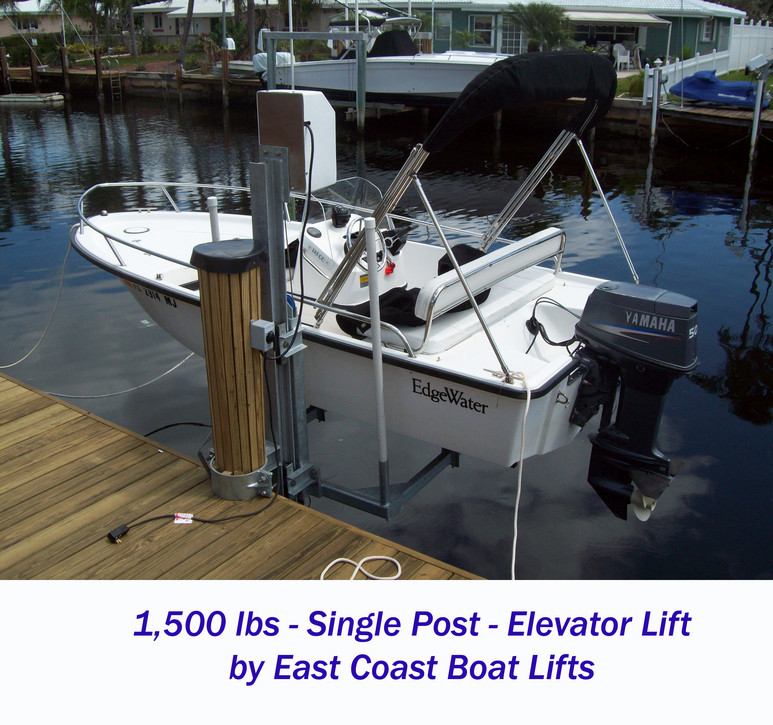 YAMAHA
EdgeWater
1,500 lbs - Single Post - Elevator Lift
by East Coast Boat Lifts